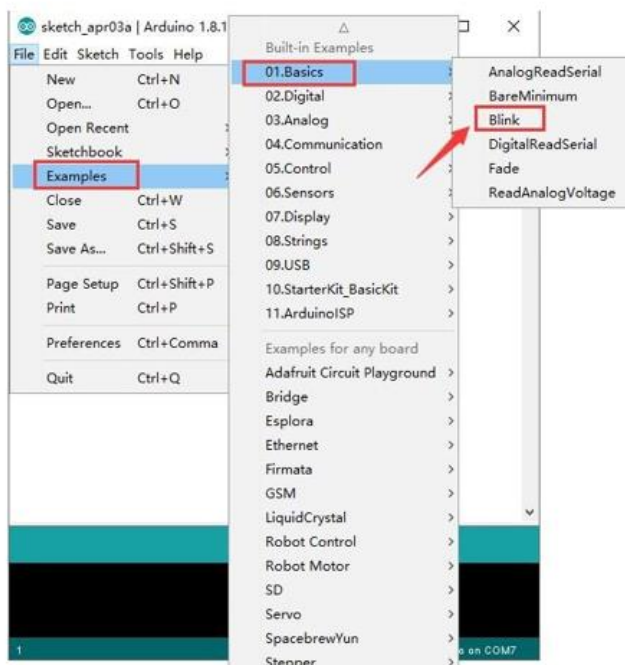 sketch_apr03a | Arduino 1.8.1
File Edit Sketch Tools Help
New Ctrl+N
Open... Ctrl+O
Open Recent
Sketchbook
Examples
Close Ctrl+W
Save Ctrl+S
Save As... Ctrl+Shift+S
Page Setup Ctrl+Shift+P
Print Ctrl+P
Preferences Ctrl+Comma
Quit Ctrl+Q
Built-in Examples
01.Basics
02.Digital
03.Analog
04.Communication
05.Control
06.Sensors
07.Display
08.Strings
09.USB
10.StarterKit_BasicKit
11.ArduinoISP
Examples for any board
Adafruit Circuit Playground
Bridge
Esplora
Ethernet
Firmata
GSM
LiquidCrystal
Robot Control
Robot Motor
SD
Servo
SpacebrewYun
Stepper
AnalogReadSerial
BareMinimum
Blink
DigitalReadSerial
Fade
ReadAnalogVoltage
1
o on COM7